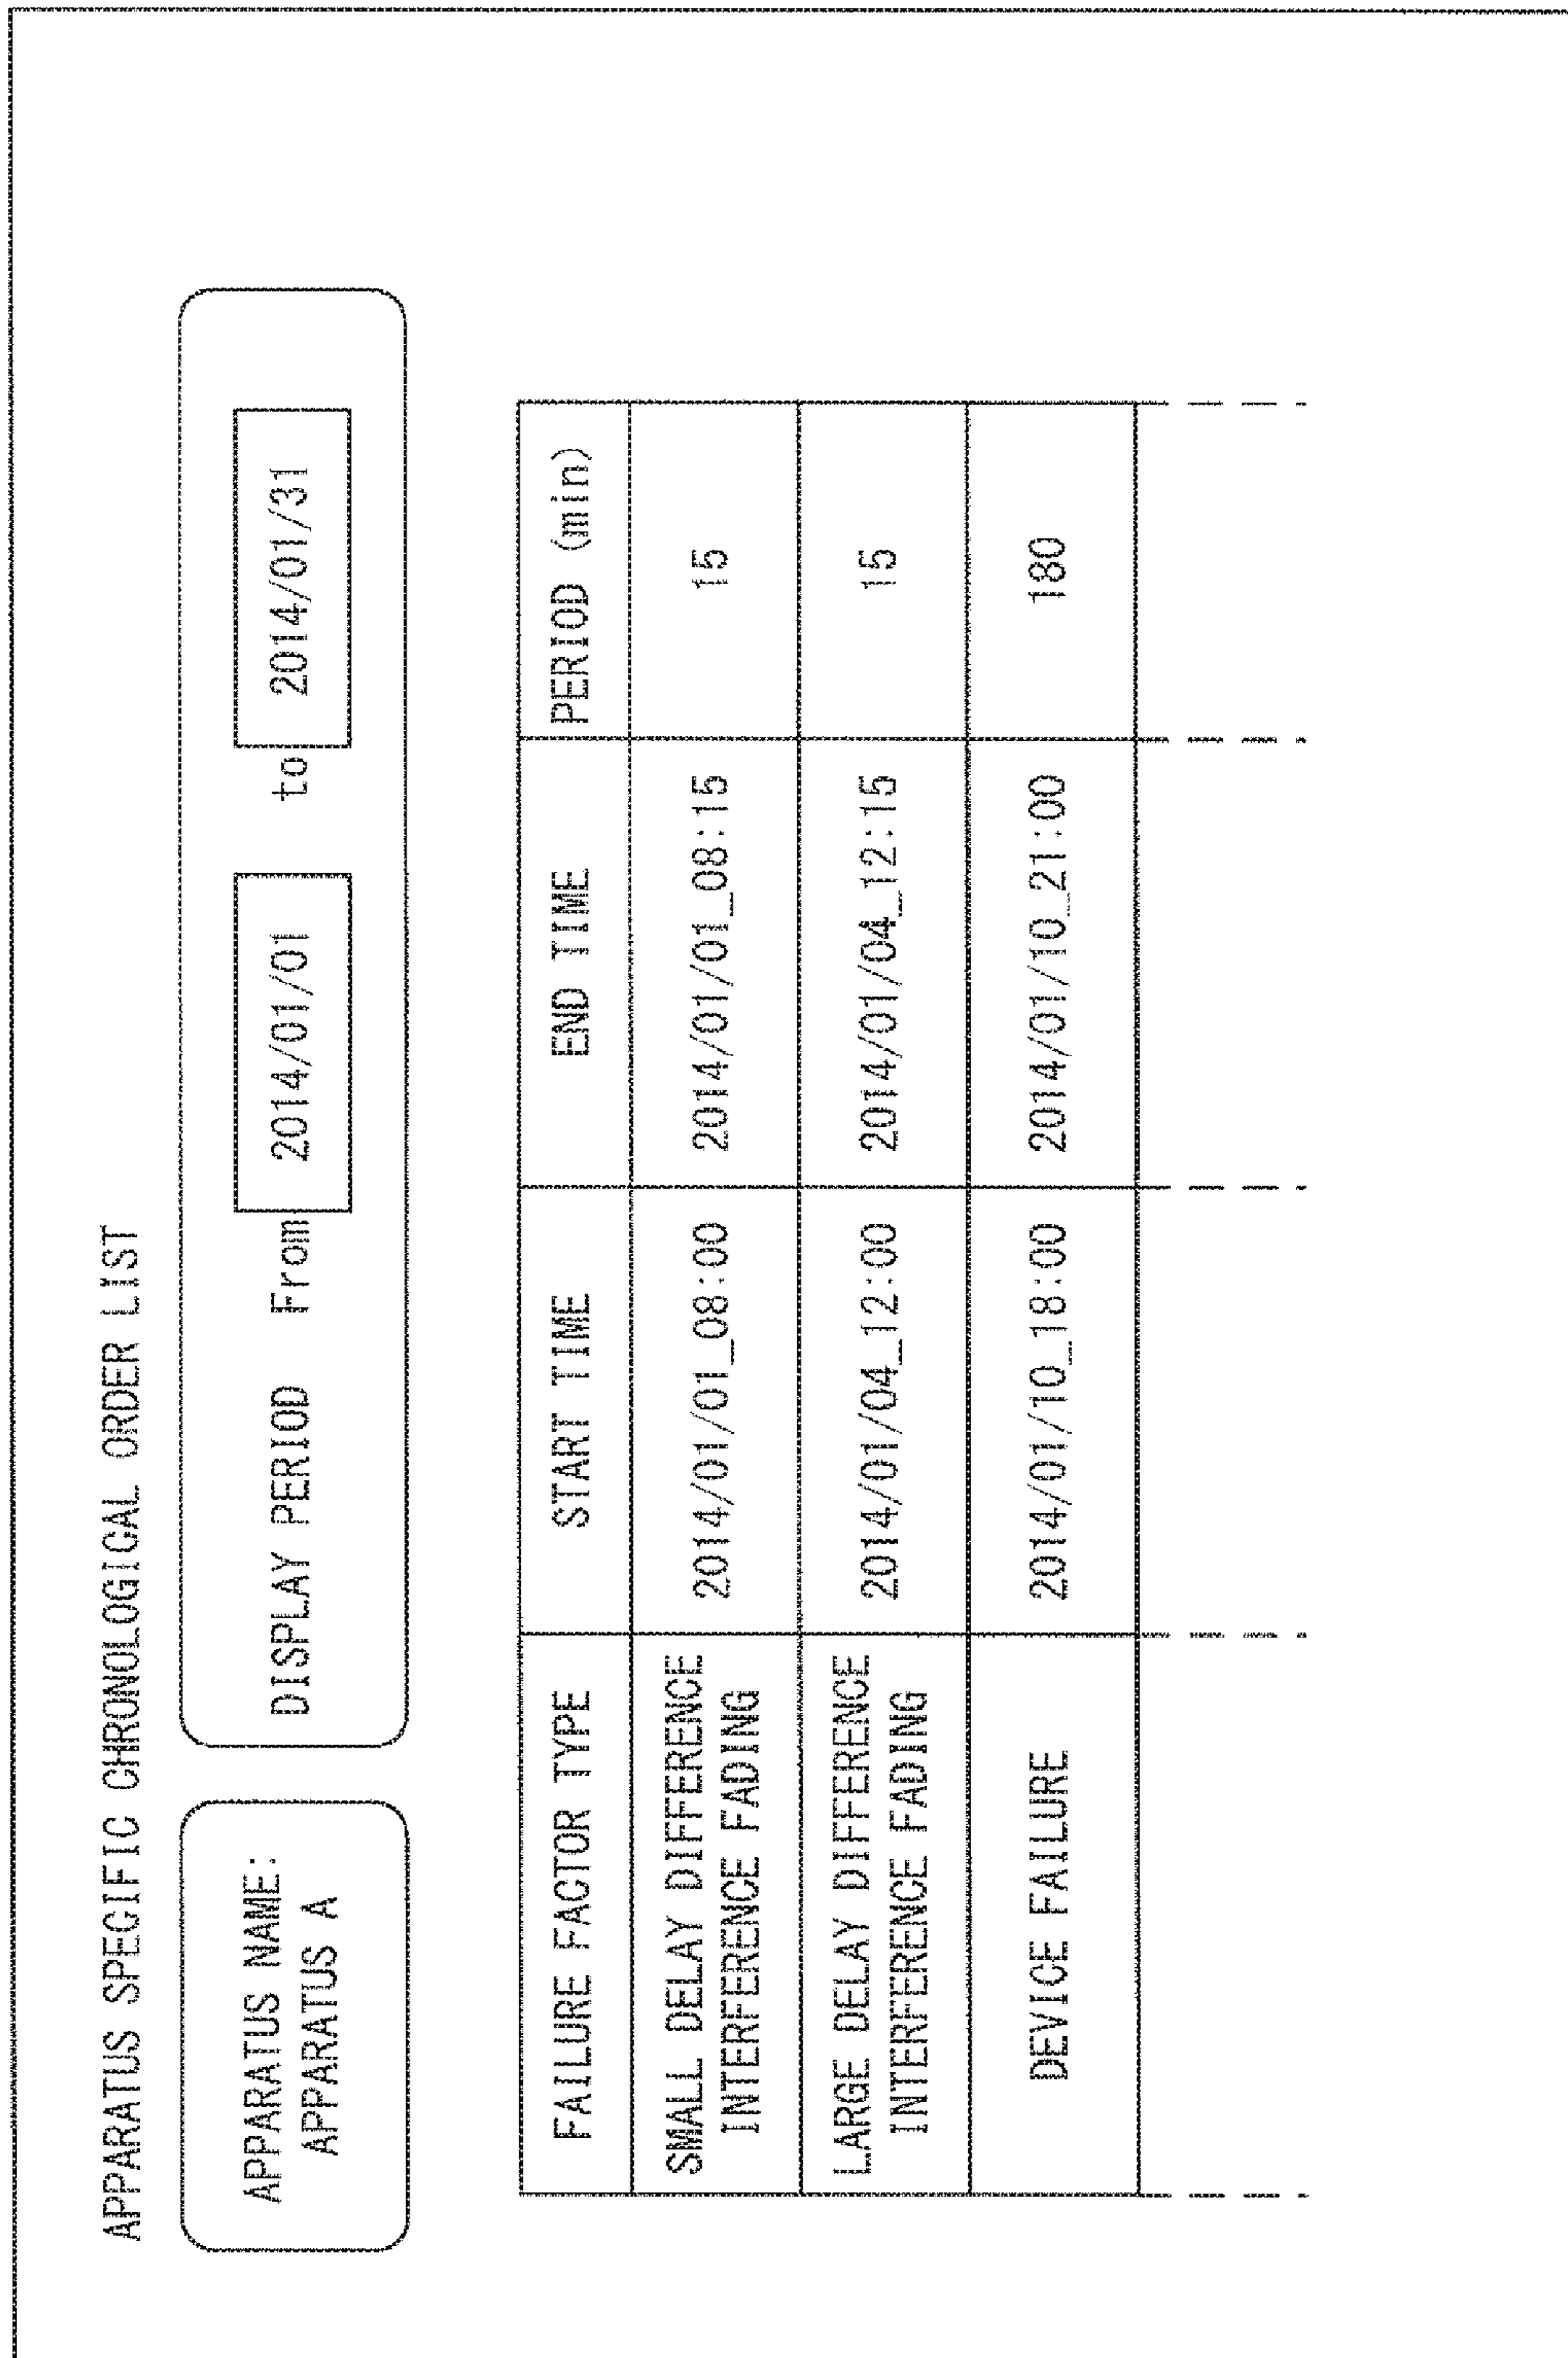 APPARATUS SPECIFIC CHRONOLOGICAL ORDER LIST
APPARATUS NAME:
APPARATUS A
DISPLAY PERIOD From 2014/01/01 to 2014/01/31
FAILURE FACTOR TYPE START TIME END TIME PERIOD (min)
SMALL DELAY DIFFERENCE
INTERFERENCE FADING
2014/01/01_08:00 2014/01/01_08:15 15
LARGE DELAY DIFFERENCE
INTERFERENCE FADING
2014/01/04_12:00 2014/01/04_12:15 15
DEVICE FAILURE 2014/01/10_18:00 2014/01/10_21:00 180